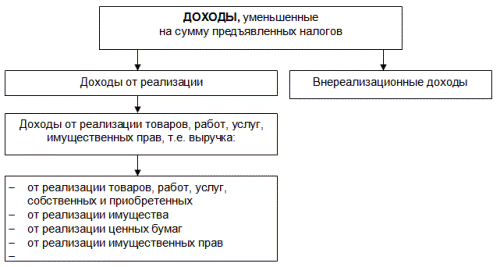 ДОХОДЫ, уменьшенные
на сумму предъявленных налогов
Доходы от реализации
Внереализационные доходы
Доходы от реализации товаров, работ, услуг,
имущественных прав, т.е. выручка:
– от реализации товаров, работ, услуг,
собственных и приобретенных
– от реализации имущества
– от реализации ценных бумаг
– от реализации имущественных прав
–